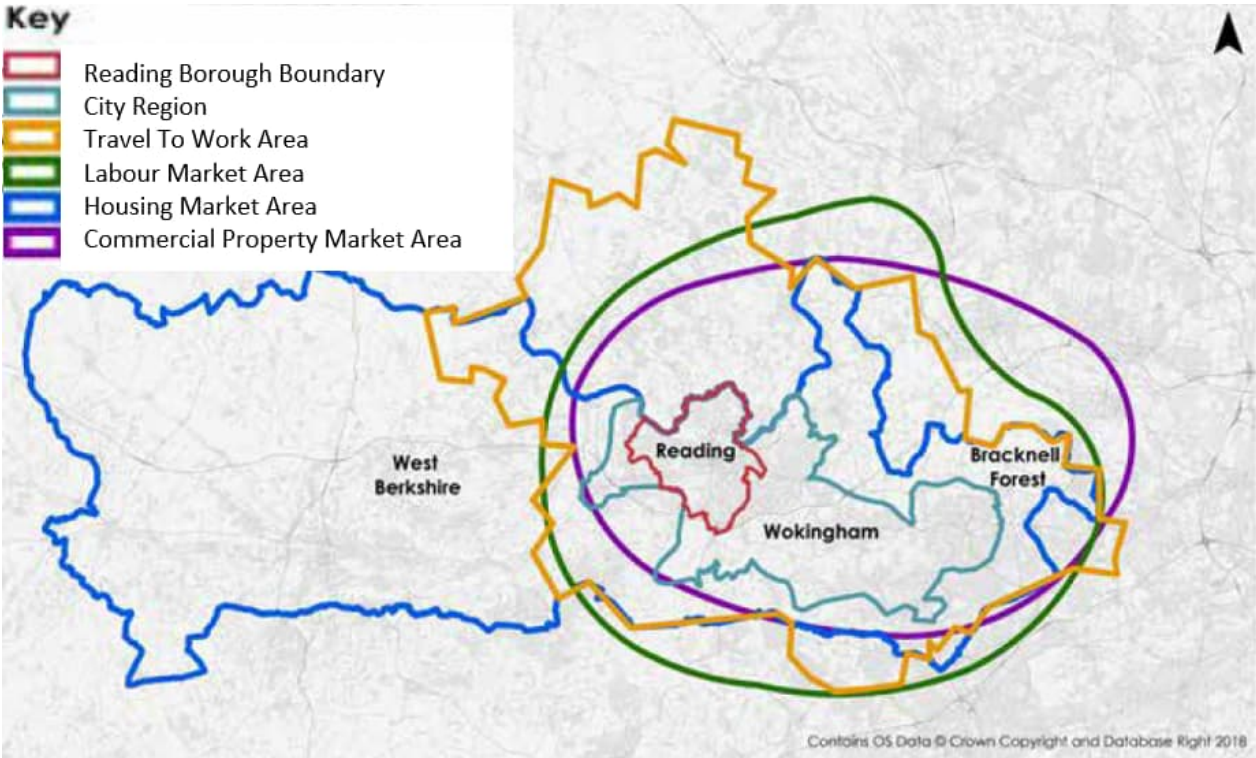 Key
Reading Borough Boundary
City Region
Travel To Work Area
Labour Market Area
Housing Market Area
Commercial Property Market Area
Reading
West
Berkshire
Bracknell
Forest
Wokingham
Contains OS Data © Crown Copyright and Database Right 2018